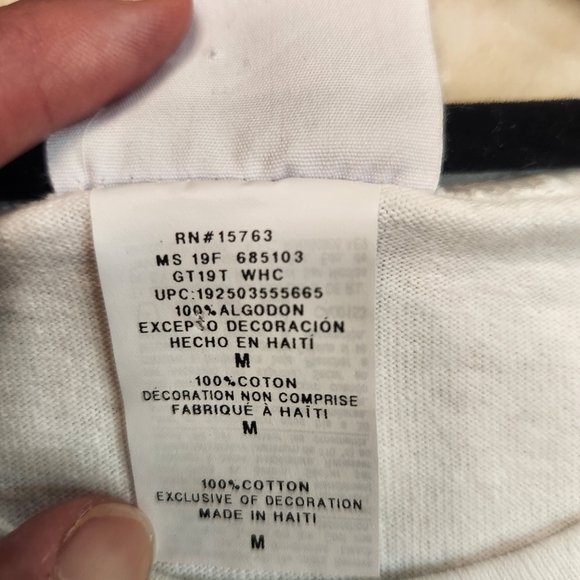 RN#15763
MS 19F 685103
GT19T WHC
UPC:192503555665
100%ALGODON
EXCEPTO DECORACIÓN
HECHO EN HAITÍ
M
100%COTON
DÉCORATION NON COMPRISE
FABRIQUÉ À HAÏTI
M
100%COTTON
EXCLUSIVE OF DECORATION
MADE IN HAITI
M